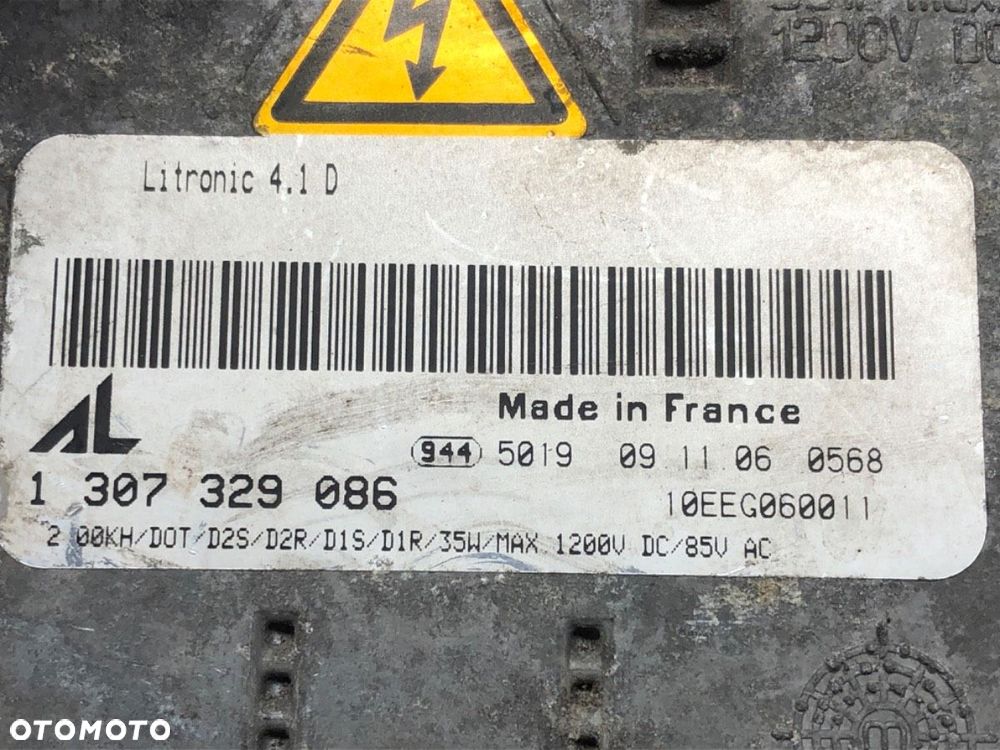 1200V DC
Litronic 4.1 D
AL
Made in France
944 5019 09 11 06 0568
1 307 329 086
10EEG060011
2 00KH/DOT/D2S/D2R/D1S/D1R/35W/MAX 1200V DC/85V AC
M
OTOMOTO